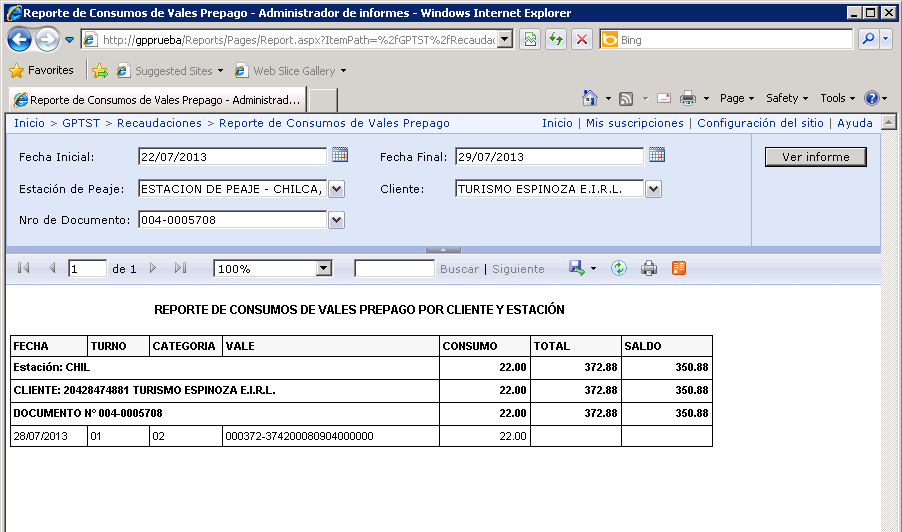 Reporte de Consumos de Vales Prepago - Administrador de informes - Windows Internet Explorer
http://gpprueba/Reports/Pages/Report.aspx?ItemPath=%2fGPTST%2fRecaudac
Bing
Favorites Suggested Sites Web Slice Gallery
Reporte de Consumos de Vales Prepago - Administrad...
Page Safety Tools
Inicio > GPTST > Recaudaciones > Reporte de Consumos de Vales Prepago
Inicio | Mis suscripciones | Configuración del sitio | Ayuda
Fecha Inicial: 22/07/2013 Fecha Final: 29/07/2013 Ver informe
Estación de Peaje: ESTACION DE PEAJE - CHILCA, Cliente: TURISMO ESPINOZA E.I.R.L.
Nro de Documento: 004-0005708
1 de 1 100% Buscar | Siguiente
REPORTE DE CONSUMOS DE VALES PREPAGO POR CLIENTE Y ESTACIÓN
FECHA TURNO CATEGORIA VALE CONSUMO TOTAL SALDO
Estación: CHIL 22.00 372.88 350.88
CLIENTE: 20428474881 TURISMO ESPINOZA E.I.R.L. 22.00 372.88 350.88
DOCUMENTO N° 004-0005708 22.00 372.88 350.88
28/07/2013 01 02 000372-374200080904000000 22.00